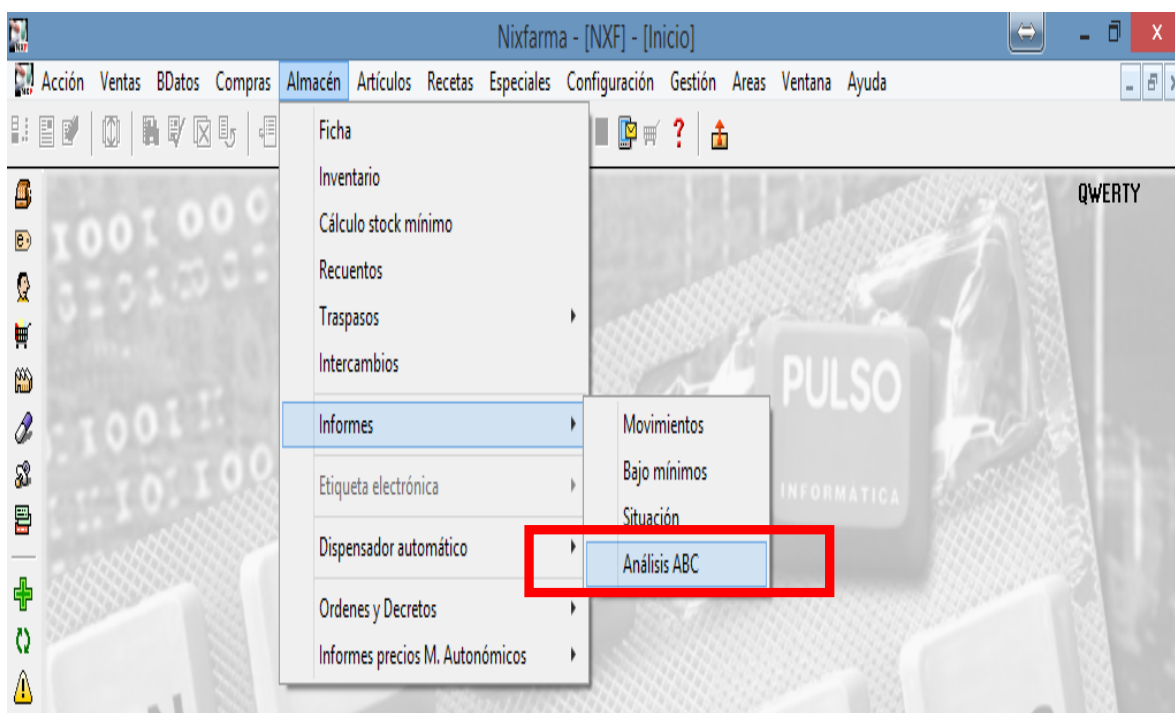 Nixfarma - [NXF] - [Inicio]
Acción Ventas BDatos Compras Almacén Artículos Recetas Especiales Configuración Gestión Areas Ventana Ayuda
QWERTY
Ficha
Inventario
Cálculo stock mínimo
Recuentos
Traspasos
Intercambios
Informes
Etiqueta electrónica
Dispensador automático
Ordenes y Decretos
Informes precios M. Autonómicos
Movimientos
Bajo mínimos
Situación
Análisis ABC
PULSO
INFORMÁTICA